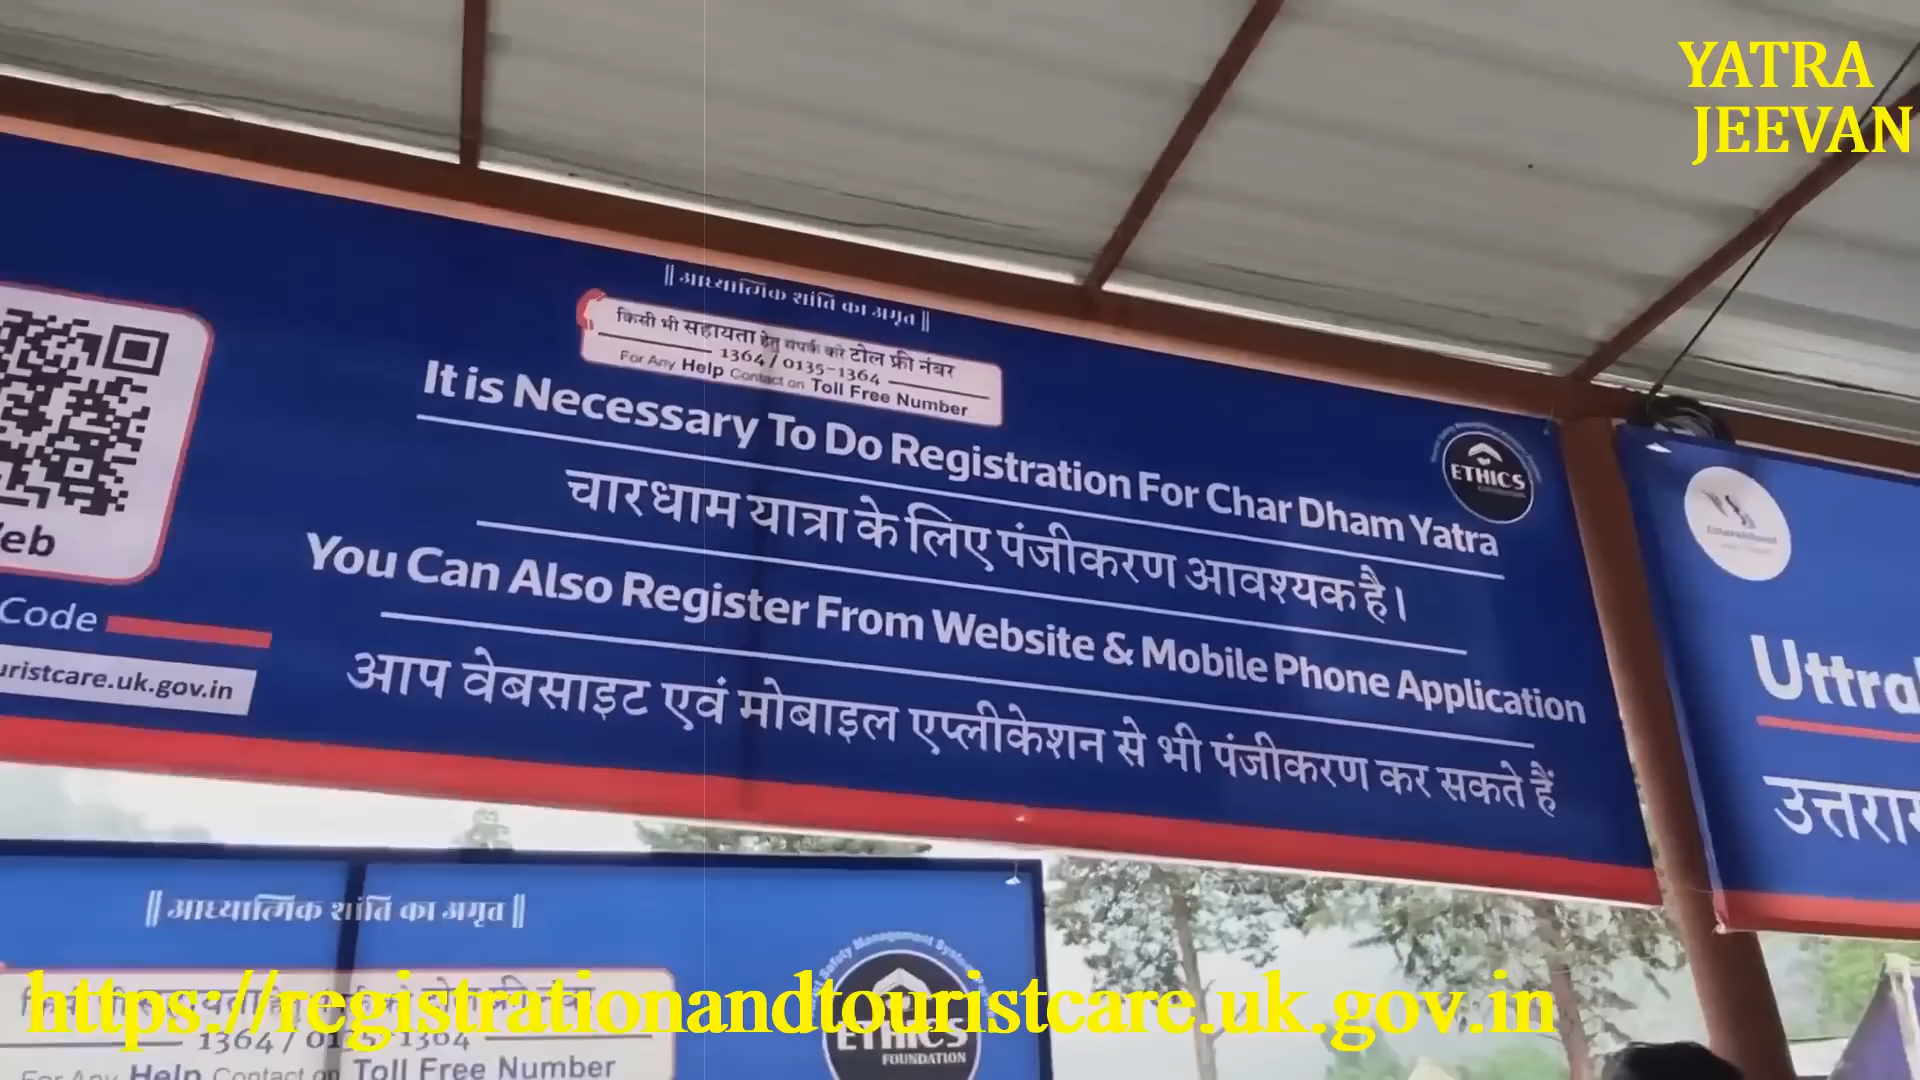 YATRA
JEEVAN
|| आध्यात्मिक शांति का अमृत ||
किसी भी सहायता हेतु संपर्क करे टोल फ्री नंबर
1364 / 0135-1364
For Any Help Contact on Toll Free Number
It is Necessary To Do Registration For Char Dham Yatra
चारधाम यात्रा के लिए पंजीकरण आवश्यक है।
You Can Also Register From Website & Mobile Phone Application
आप वेबसाइट एवं मोबाइल एप्लीकेशन से भी पंजीकरण कर सकते हैं
eb
Code
uristcare.uk.gov.in
ETHICS
Uttra
|| आध्यात्मिक शांति का अमृत ||
1364 / 0135-1364
For Any Help Contact on Toll Free Number
ETHICS
FOUNDATION
https://registrationandtouristcare.uk.gov.in